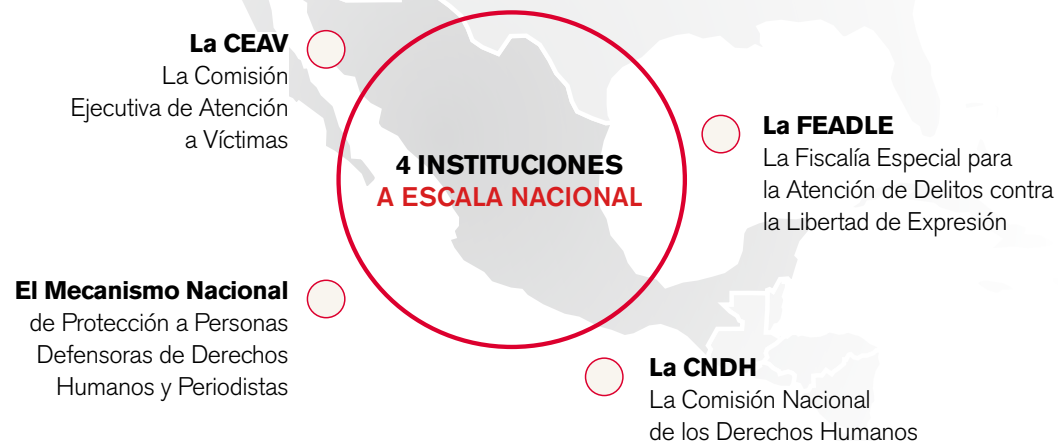 La CEAV
La Comisión
Ejecutiva de Atención
a Víctimas
4 INSTITUCIONES
A ESCALA NACIONAL
La FEADLE
La Fiscalía Especial para
la Atención de Delitos contra
la Libertad de Expresión
El Mecanismo Nacional
de Protección a Personas
Defensoras de Derechos
Humanos y Periodistas
La CNDH
La Comisión Nacional
de los Derechos Humanos